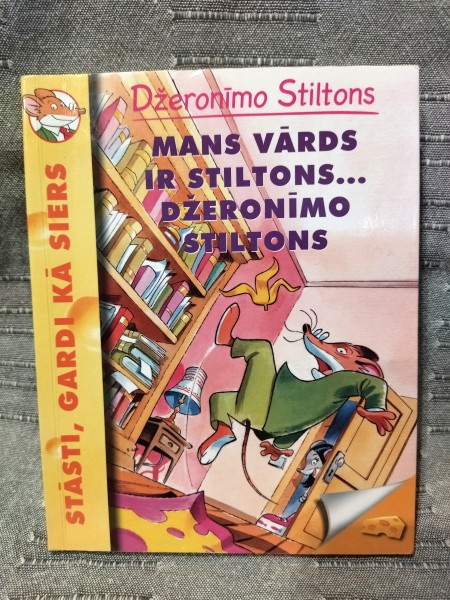 Džeronīmo Stiltons
MANS VĀRDS
IR STILTONS...
DŽERONĪMO
STILTONS
STĀSTI, GARDI KĀ SIERS